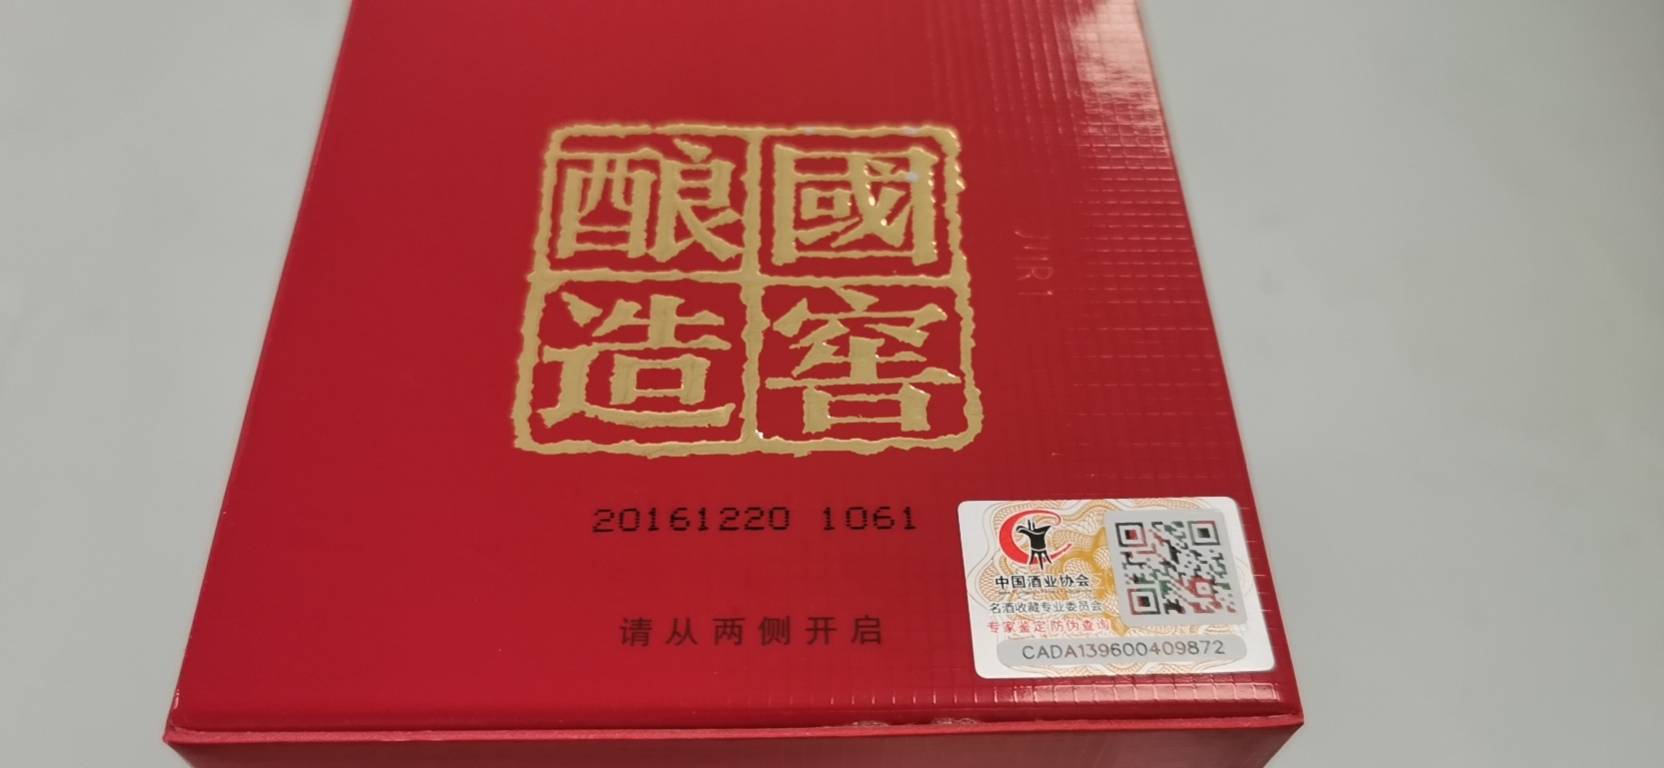 國窖
酿造
20161220 1061
请从两侧开启
中国酒业协会
名酒收藏专业委员会
专家鉴定 防伪查询
CADA139600409872